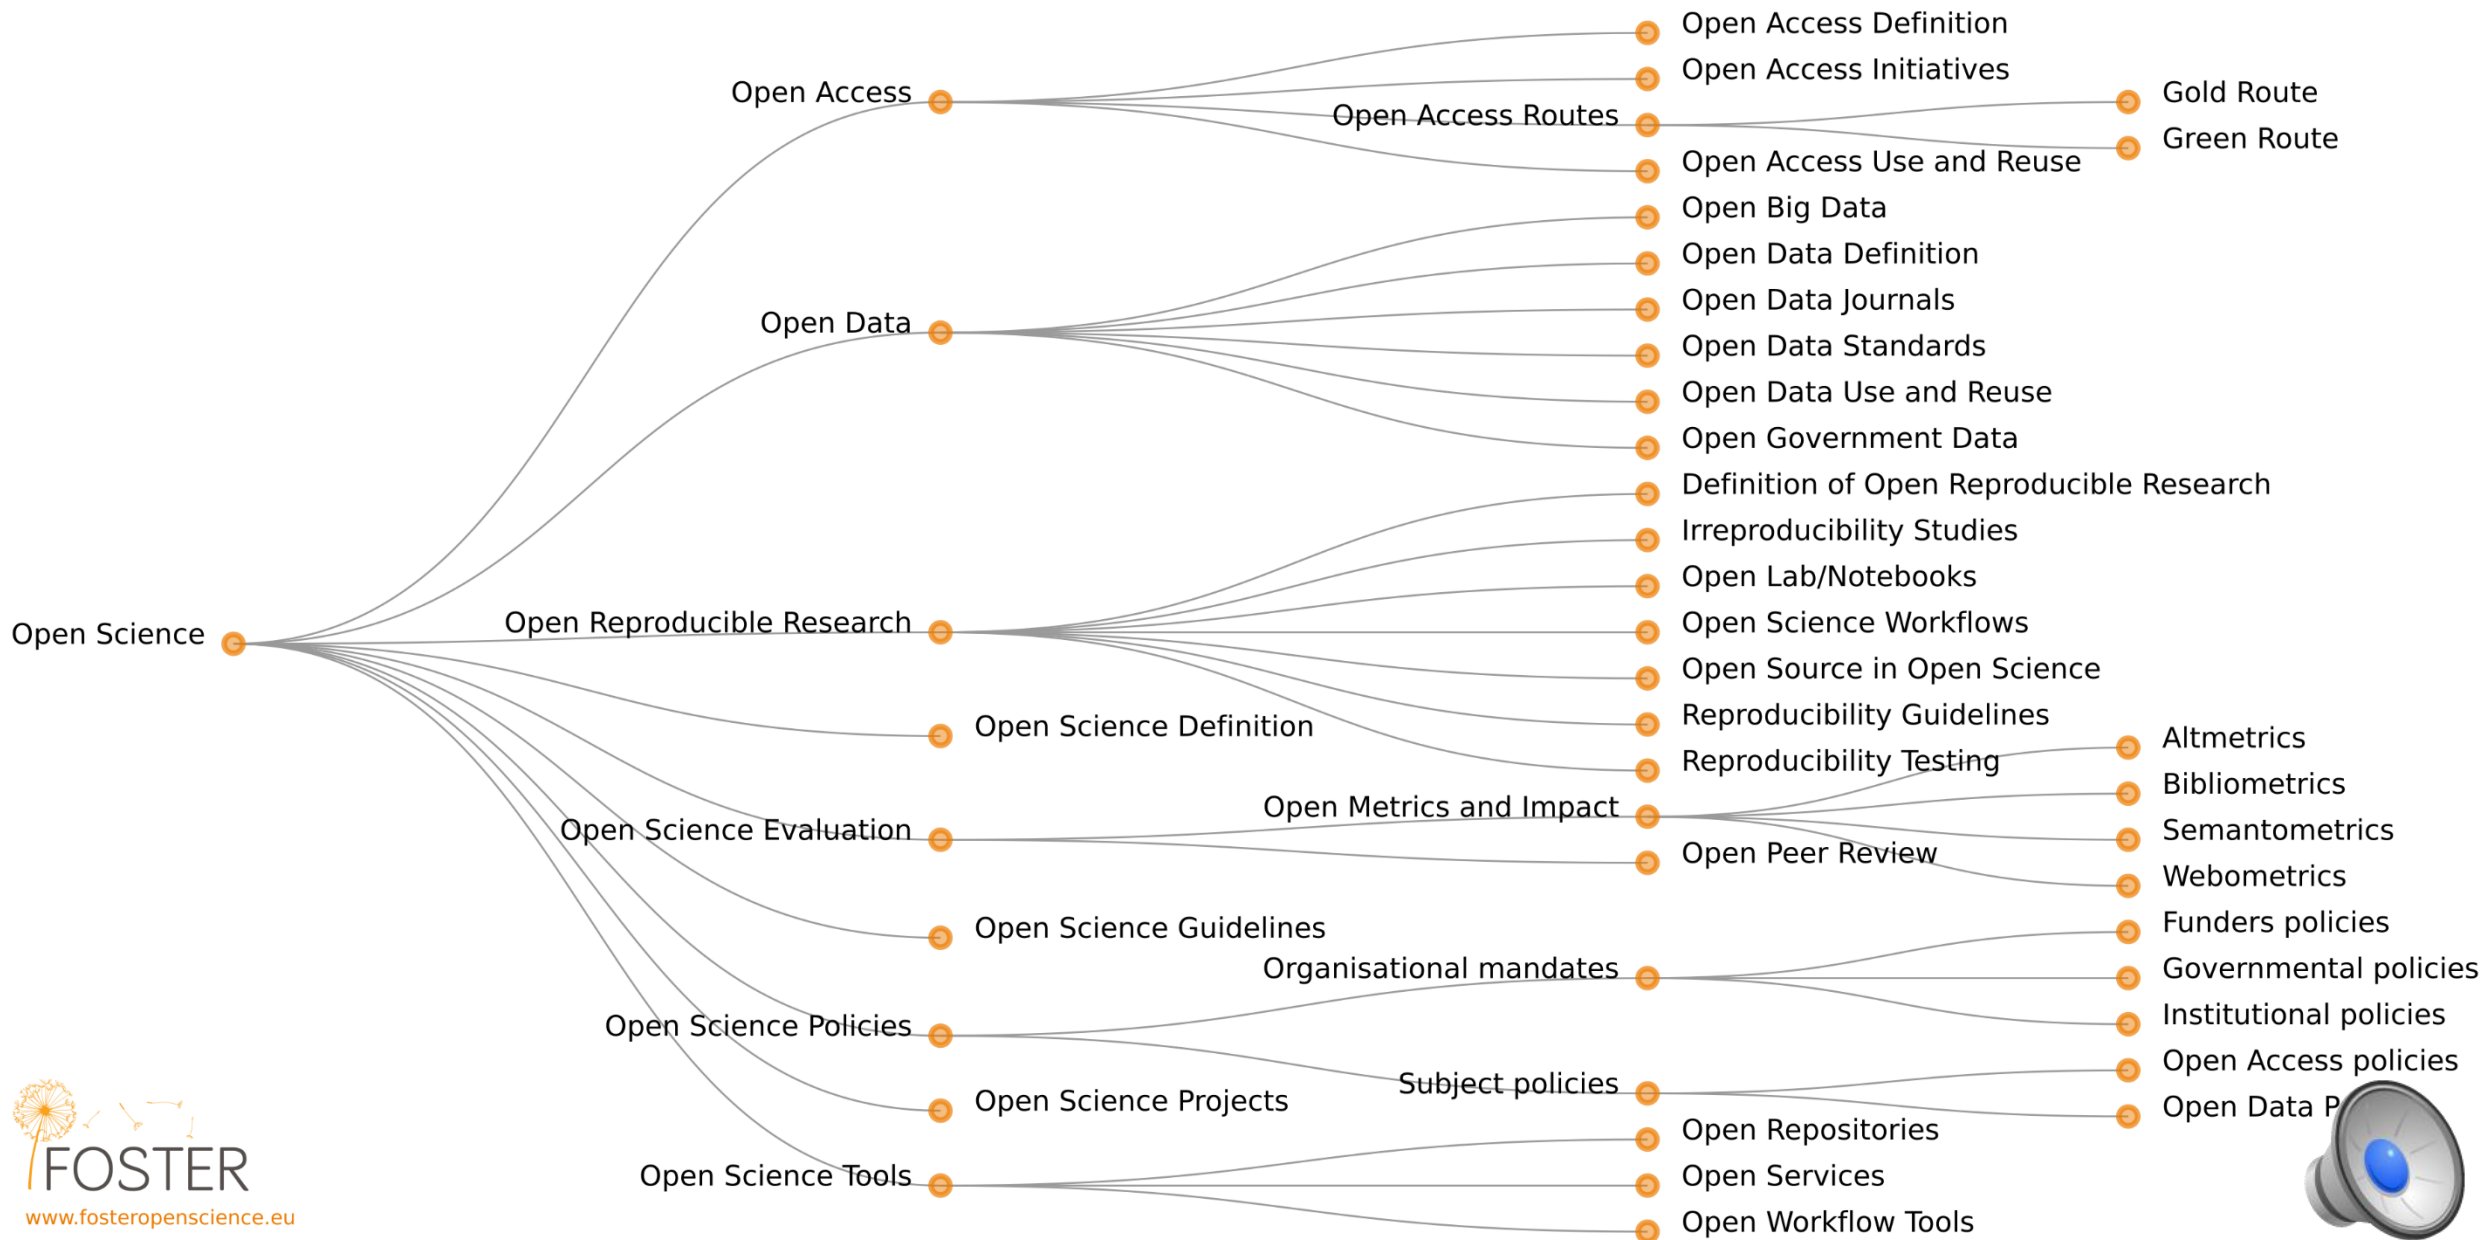 Open Science
Open Access
Open Access Definition
Open Access Initiatives
Open Access Routes
Gold Route
Green Route
Open Access Use and Reuse
Open Data
Open Big Data
Open Data Definition
Open Data Journals
Open Data Standards
Open Data Use and Reuse
Open Government Data
Open Reproducible Research
Definition of Open Reproducible Research
Irreproducibility Studies
Open Lab/Notebooks
Open Science Workflows
Open Source in Open Science
Reproducibility Guidelines
Reproducibility Testing
Open Science Definition
Open Science Evaluation
Open Metrics and Impact
Altmetrics
Bibliometrics
Semantometrics
Webometrics
Open Peer Review
Open Science Guidelines
Open Science Policies
Organisational mandates
Funders policies
Governmental policies
Institutional policies
Subject policies
Open Access policies
Open Data
Open Science Projects
Open Science Tools
Open Repositories
Open Services
Open Workflow Tools
FOSTER
www.fosteropenscience.eu